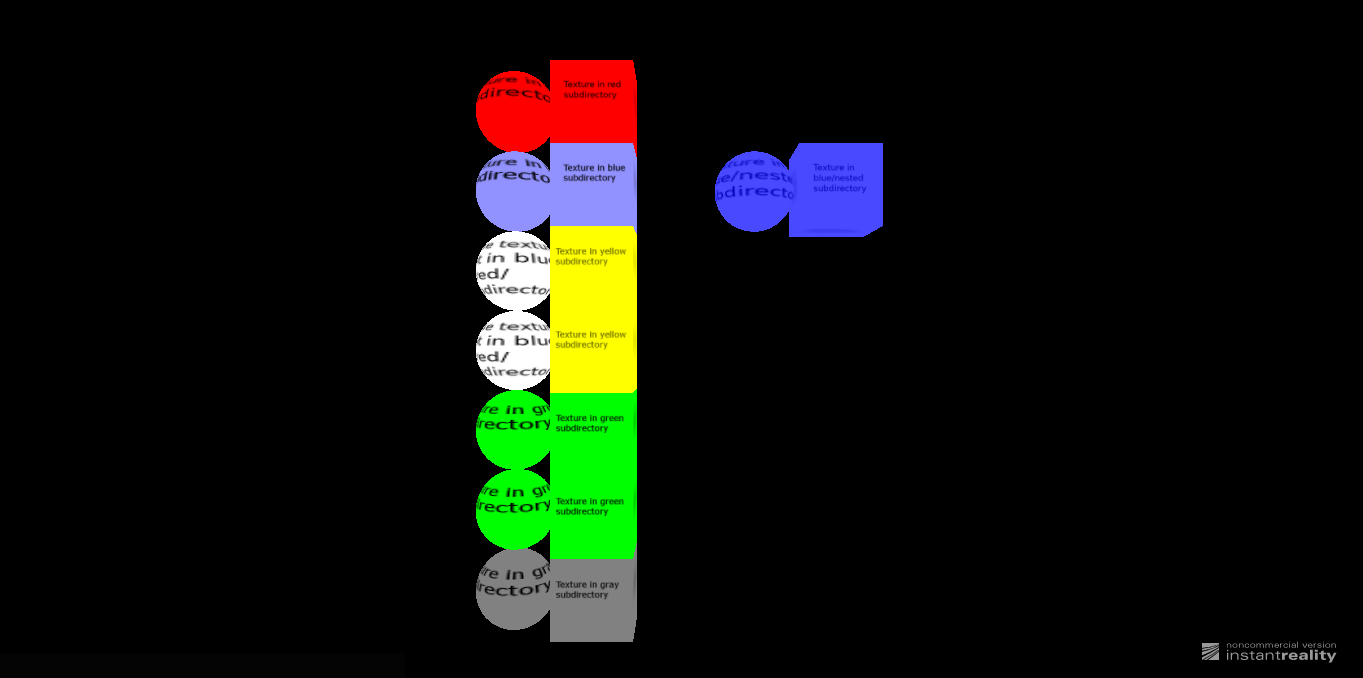 ure in
directo
Texture in red
subdirectory
ure in
directo
Texture in blue
subdirectory
ture i
e/neste
bdirecto
Texture in
blue/nested
subdirectory
e textu
t in blu
ed/
directo
Texture in yellow
subdirectory
e textu
t in blu
ed/
directo
Texture in yellow
subdirectory
re in gr
rectory
Texture in green
subdirectory
re in gr
rectory
Texture in green
subdirectory
re in gr
rectory
Texture in gray
subdirectory
noncommercial version
instantreality